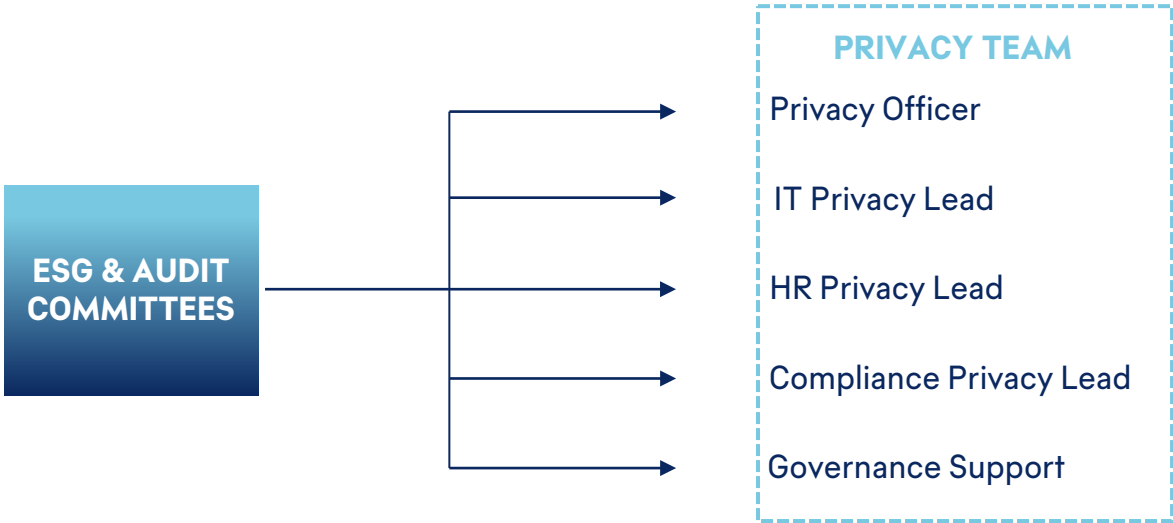 PRIVACY TEAM
Privacy Officer
IT Privacy Lead
ESG & AUDIT
COMMITTEES
HR Privacy Lead
Compliance Privacy Lead
Governance Support